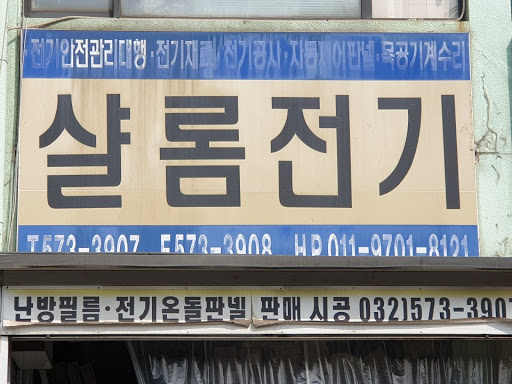 전기안전관리대행·전기재료·전기공사·자동제어판넬·목공기계수리
샬롬전기
T.573-3907 F.573-3908 H.P.011-9701-8121
난방필름·전기온돌판넬 판매 시공 032)573-3907